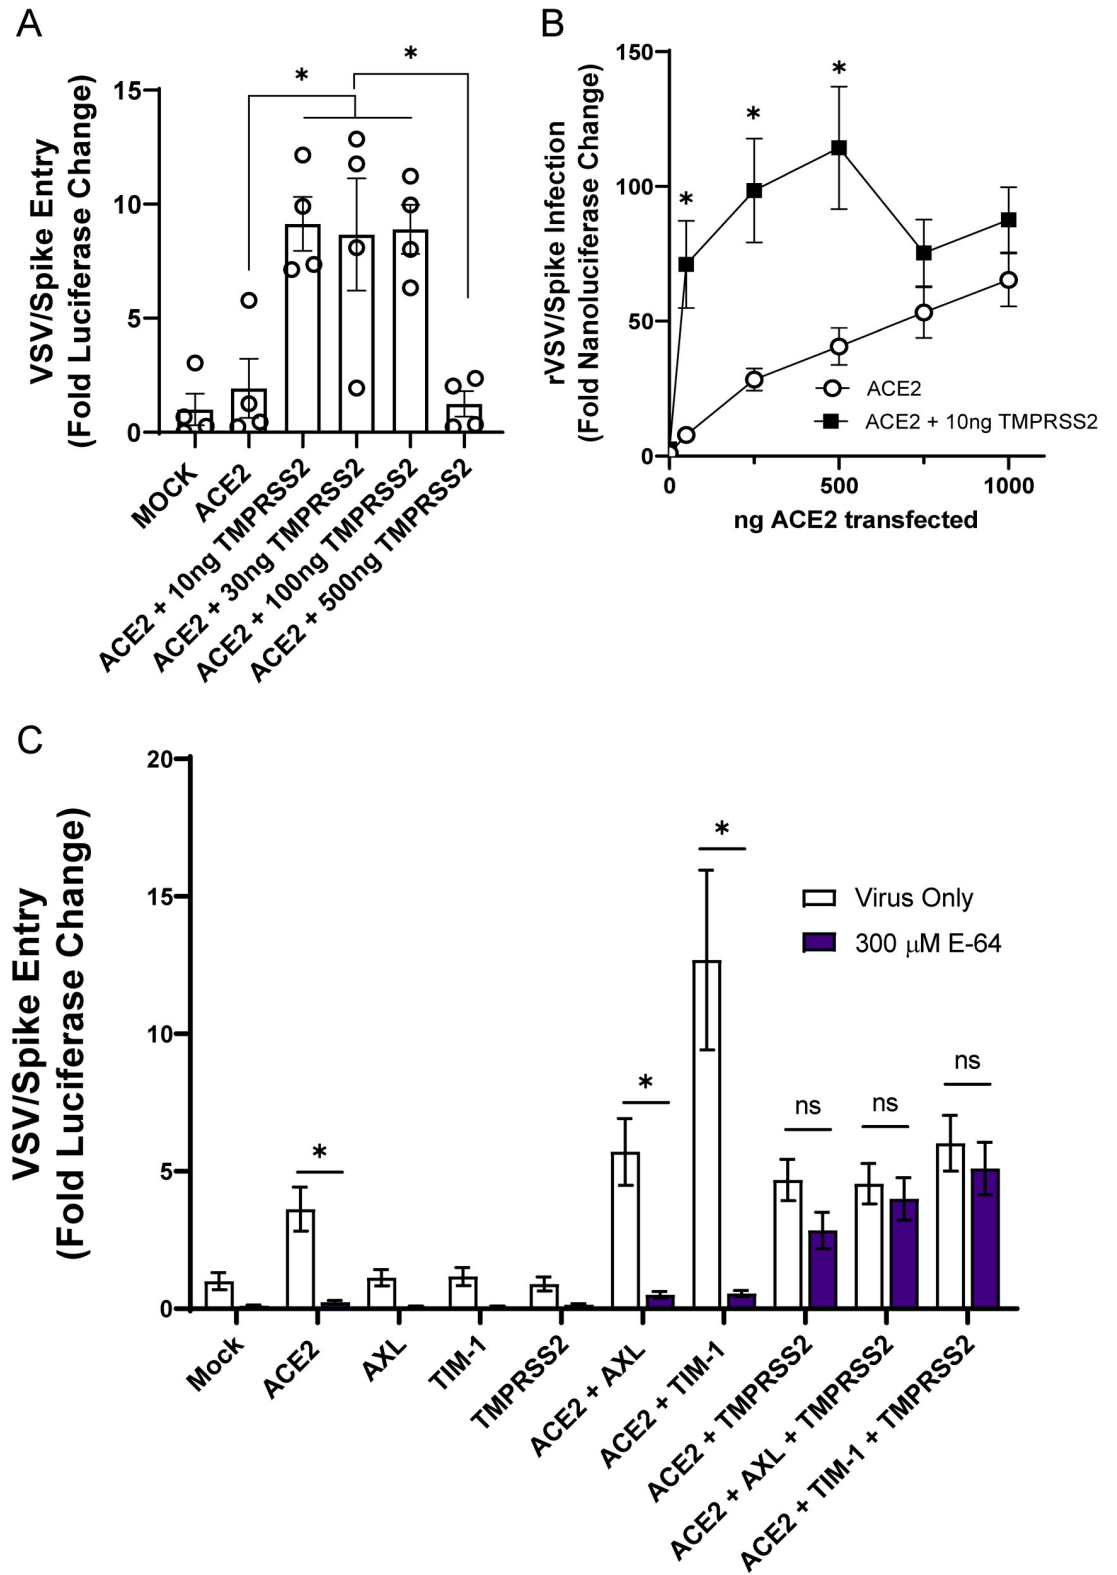 A
VSV/Spike Entry
(Fold Luciferase Change)
15
10
5
0
*
*
MOCK
ACE2
ACE2 + 10ng TMPRSS2
ACE2 + 30ng TMPRSS2
ACE2 + 100ng TMPRSS2
ACE2 + 500ng TMPRSS2
B
rVSV/Spike Infection
(Fold Nanoluciferase Change)
150
100
50
0
*
*
*
ACE2
ACE2 + 10ng TMPRSS2
0
500
1000
ng ACE2 transfected
C
VSV/Spike Entry
(Fold Luciferase Change)
20
15
10
5
0
*
*
*
ns
ns
ns
Virus Only
300 μM E-64
Mock
ACE2
AXL
TIM-1
TMPRSS2
ACE2 + AXL
ACE2 + TIM-1
ACE2 + TMPRSS2
ACE2 + AXL + TMPRSS2
ACE2 + TIM-1 + TMPRSS2